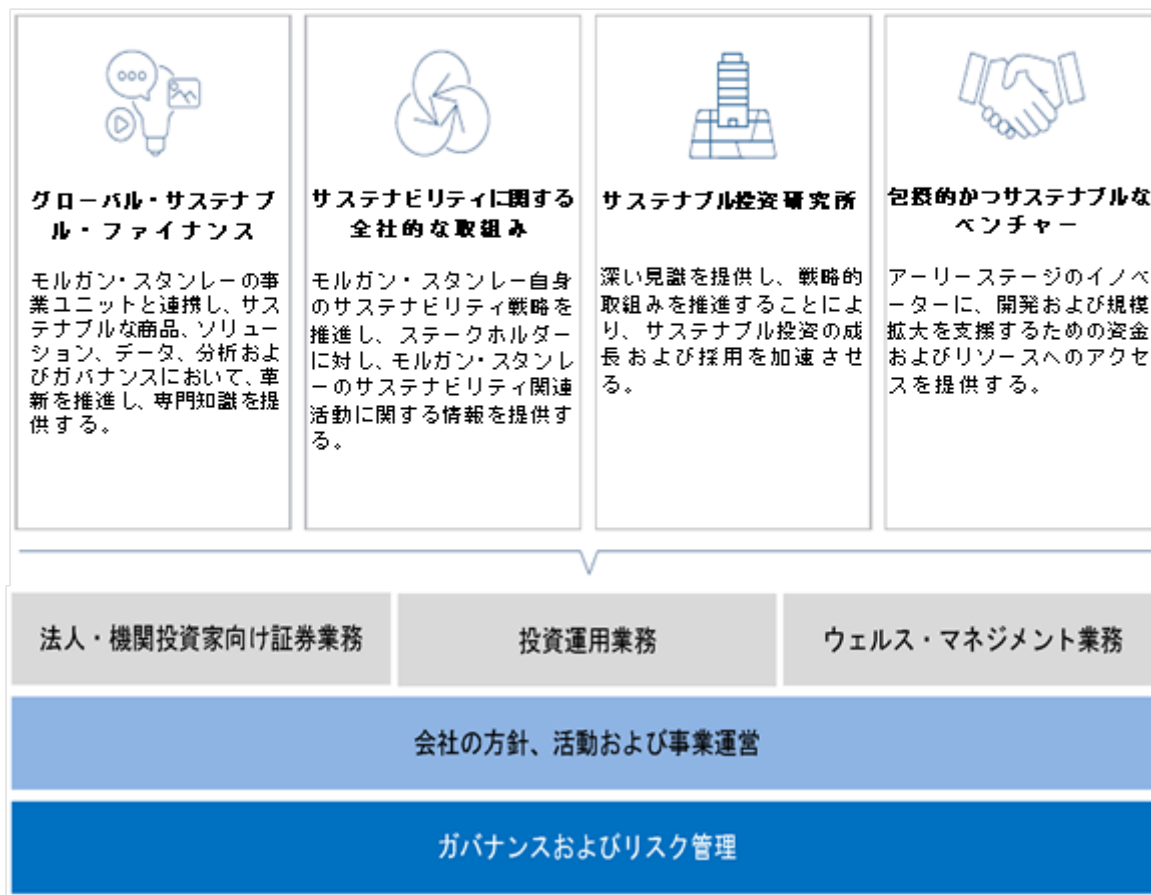 グローバル・サステナブ
ル・ファイナンス
モルガン・スタンレーの事
業ユニットと連携し、サス
テナブルな商品、ソリュー
ション、データ、分析およ
びガバナンスにおいて、革
新を推進し、専門知識を提
供する。
サステナビリティに関する
全社的な取組み
モルガン・スタンレー自身
のサステナビリティ戦略を
推進し、ステークホルダー
に対し、モルガン・スタンレ
ーのサステナビリティ関連
活動に関する情報を提供す
る。
サステナブル投資研究所
深い見識を提供し、戦略的
取組みを推進することによ
り、サステナブル投資の成
長および採用を加速させ
る。
包摂的かつサステナブルな
ベンチャー
アーリーステージのイノベ
ーターに、開発および規模
拡大を支援するための資金
およびリソースへのアクセ
スを提供する。
法人・機関投資家向け証券業務
投資運用業務
ウェルス・マネジメント業務
会社の方針、活動および事業運営
ガバナンスおよびリスク管理